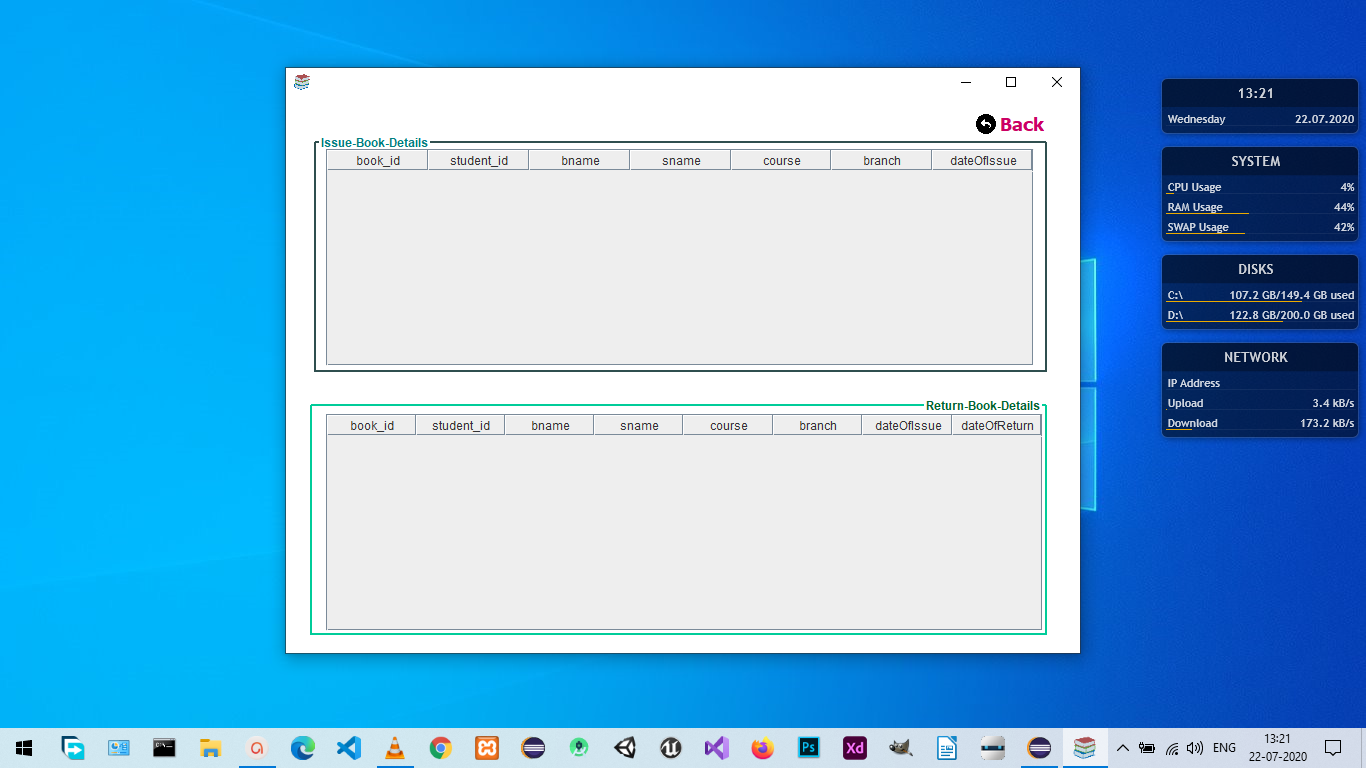 Back
Issue-Book-Details
book_id student_id bname sname course branch dateOfIssue
Return-Book-Details
book_id student_id bname sname course branch dateOfIssue dateOfReturn
13:21
Wednesday 22.07.2020
SYSTEM
CPU Usage 4%
RAM Usage 44%
SWAP Usage 42%
DISKS
C:\ 107.2 GB/149.4 GB used
D:\ 122.8 GB/200.0 GB used
NETWORK
IP Address
Upload 3.4 kB/s
Download 173.2 kB/s
Ps Xd ENG 13:21
22-07-2020